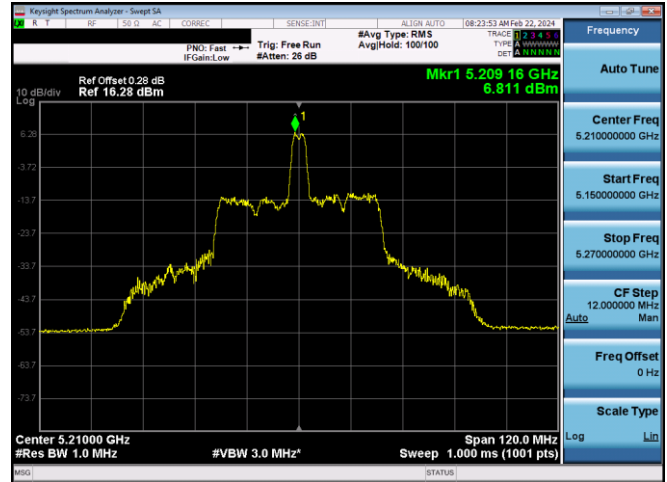 Keysight Spectrum Analyzer - Swept SA
R T RF 50 Ω AC CORREC SENSE:INT ALIGN AUTO 08:23:53 AM Feb 22, 2024
#Avg Type: RMS TRACE 1 2 3 4 5 6
PNO: Fast Trig: Free Run Avg|Hold: 100/100 TYPE A WWWWW
IFGain:Low #Atten: 26 dB DET A N N N N N
Mkr1 5.209 16 GHz
Ref Offset 0.28 dB
10 dB/div Ref 16.28 dBm 6.811 dBm
Log
1
6.28
-3.72
-13.7
-23.7
-33.7
-43.7
-53.7
-63.7
-73.7
Center 5.21000 GHz Span 120.0 MHz
#Res BW 1.0 MHz #VBW 3.0 MHz* Sweep 1.000 ms (1001 pts)
MSG STATUS
Frequency
Auto Tune
Center Freq
5.210000000 GHz
Start Freq
5.150000000 GHz
Stop Freq
5.270000000 GHz
CF Step
12.000000 MHz
Auto Man
Freq Offset
0 Hz
Scale Type
Log Lin